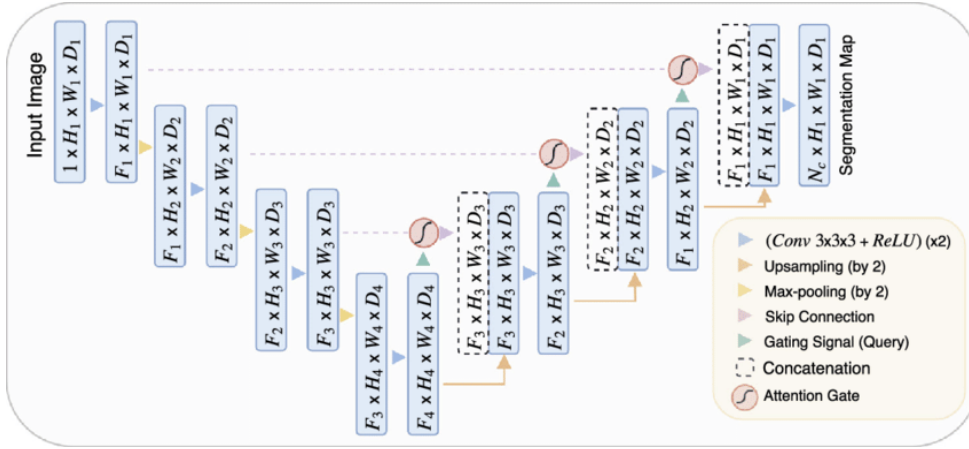 Input Image
1 x H₁ x W₁ x D₁
F₁ x H₁ x W₁ x D₁
F₁ x H₂ x W₂ x D₂
F₂ x H₂ x W₂ x D₂
F₂ x H₃ x W₃ x D₃
F₃ x H₃ x W₃ x D₃
F₃ x H₄ x W₄ x D₄
F₄ x H₄ x W₄ x D₄
F₃ x H₃ x W₃ x D₃
F₃ x H₃ x W₃ x D₃
F₂ x H₃ x W₃ x D₃
F₂ x H₂ x W₂ x D₂
F₂ x H₂ x W₂ x D₂
F₁ x H₂ x W₂ x D₂
F₁ x H₁ x W₁ x D₁
F₁ x H₁ x W₁ x D₁
N_c x H₁ x W₁ x D₁
Segmentation Map
(Conv 3x3x3 + ReLU) (x2)
Upsampling (by 2)
Max-pooling (by 2)
Skip Connection
Gating Signal (Query)
Concatenation
Attention Gate